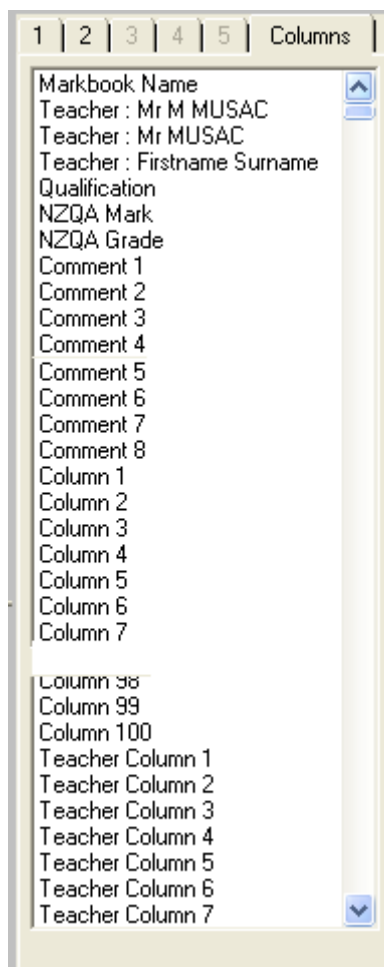 1 2 3 4 5 Columns
Markbook Name
Teacher : Mr M MUSAC
Teacher : Mr MUSAC
Teacher : Firstname Surname
Qualification
NZQA Mark
NZQA Grade
Comment 1
Comment 2
Comment 3
Comment 4
Comment 5
Comment 6
Comment 7
Comment 8
Column 1
Column 2
Column 3
Column 4
Column 5
Column 6
Column 7
Column 98
Column 99
Column 100
Teacher Column 1
Teacher Column 2
Teacher Column 3
Teacher Column 4
Teacher Column 5
Teacher Column 6
Teacher Column 7